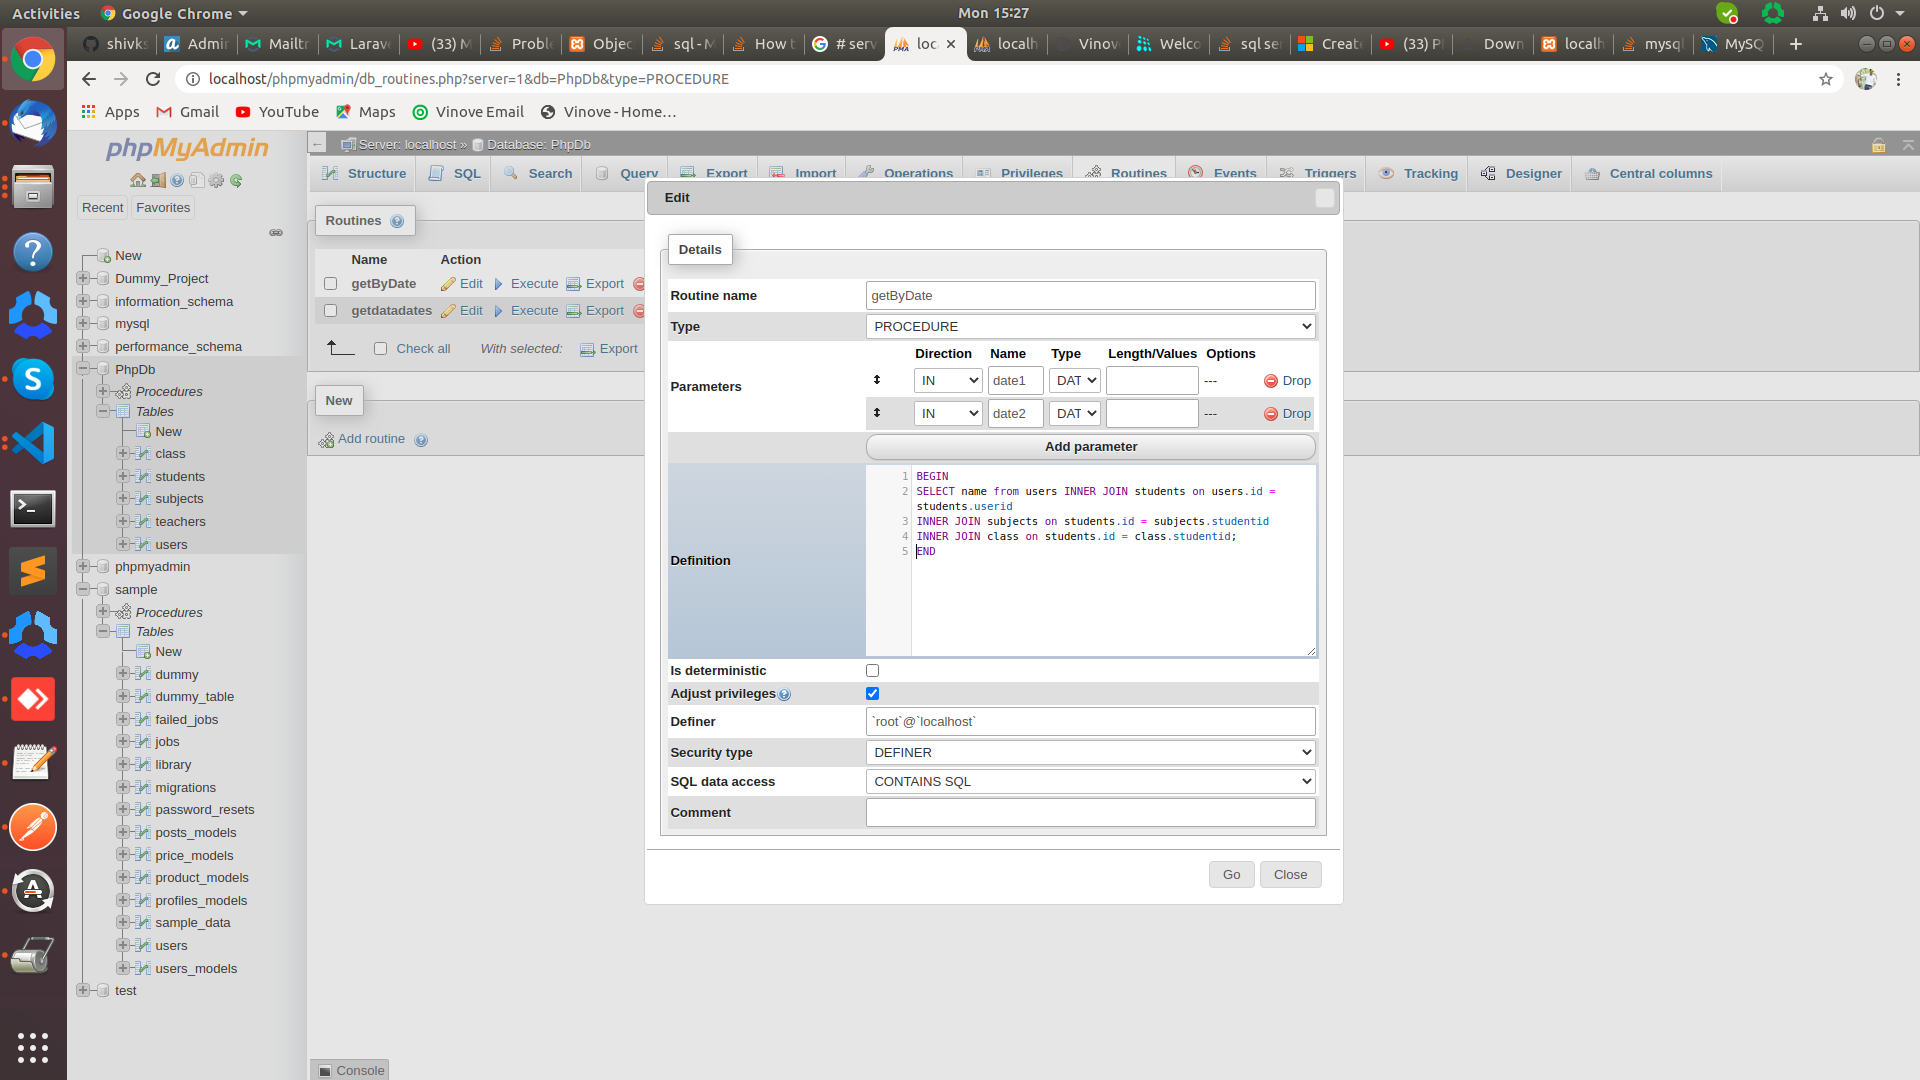 Activities
Google Chrome
Mon 15:27
shivks
Admin
Mailtr
Larave
(33) M
Proble
Objec
sql - M
How t
# serv
loc
localh
Vinov
Welco
sql ser
Create
(33) P
Down
localh
mysql
MySQ
localhost/phpmyadmin/db_routines.php?server=1&db=PhpDb&type=PROCEDURE
Apps
Gmail
YouTube
Maps
Vinove Email
Vinove - Home...
phpMyAdmin
Recent
Favorites
New
Dummy_Project
information_schema
mysql
performance_schema
PhpDb
Procedures
Tables
New
class
students
subjects
teachers
users
phpmyadmin
sample
Procedures
Tables
New
dummy
dummy_table
failed_jobs
jobs
library
migrations
password_resets
posts_models
price_models
product_models
profiles_models
sample_data
users
users_models
test
Server: localhost » Database: PhpDb
Structure
SQL
Search
Query
Export
Import
Operations
Privileges
Routines
Events
Triggers
Tracking
Designer
Central columns
Routines
Name Action
getByDate Edit Execute Export
getdatadates Edit Execute Export
Check all With selected: Export
New
Add routine
Console
Edit
Details
Routine name getByDate
Type PROCEDURE
Parameters
Direction Name Type Length/Values Options
IN date1 DAT --- Drop
IN date2 DAT --- Drop
Add parameter
Definition
1 BEGIN
2 SELECT name from users INNER JOIN students on users.id =
students.userid
3 INNER JOIN subjects on students.id = subjects.studentid
4 INNER JOIN class on students.id = class.studentid;
5 END
Is deterministic
Adjust privileges
Definer `root`@`localhost`
Security type DEFINER
SQL data access CONTAINS SQL
Comment
Go
Close